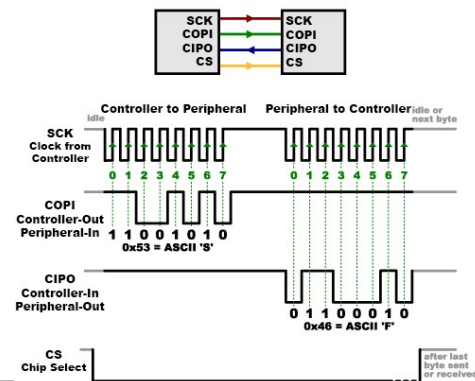 SCK SCK
COPI COPI
CIPO CIPO
CS CS
Controller to Peripheral Peripheral to Controller
idle idle or
next byte
SCK
Clock from
Controller
0 1 2 3 4 5 6 7 0 1 2 3 4 5 6 7
COPI
Controller-Out
Peripheral-In
1 1 0 0 1 0 1 0
0x53 = ASCII 'S'
CIPO
Controller-In
Peripheral-Out
0 1 1 0 0 0 1 0
0x46 = ASCII 'F'
CS
Chip Select
after last
byte sent
or received